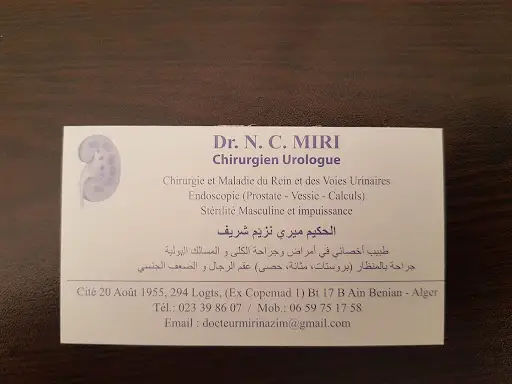 Dr. N. C. MIRI
Chirurgien Urologue
Chirurgie et Maladie du Rein et des Voies Urinaires
Endoscopie (Prostate - Vessie - Calculs)
Stérilité Masculine et impuissance
الحكيم ميري نزيم شريف
طبيب أخصائي في أمراض وجراحة الكلى و المسالك البولية
جراحة بالمنظار (بروستات، مثانة، حصى) عقم الرجال و الضعف الجنسي
Cité 20 Août 1955, 294 Logts, (Ex Copemad 1) Bt 17 B Ain Benian - Alger
Tél.: 023 39 86 07 / Mob.: 06 59 75 17 58
Email : docteurmirinazim@gmail.com